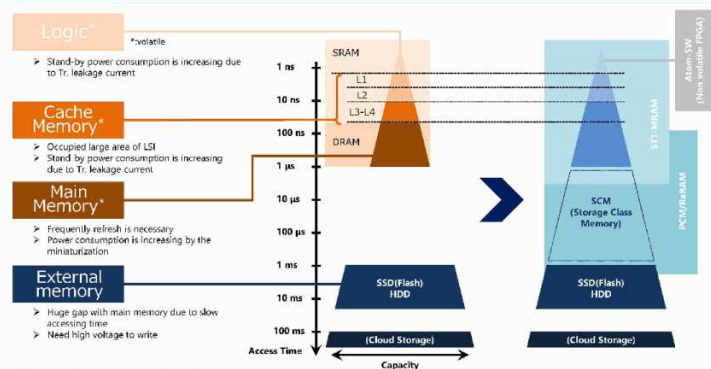 Logic*
*:volatile
➢ Stand-by power consumption is increasing due
to Tr. leakage current
Cache
Memory*
➢ Occupied large area of LSI
➢ Stand-by power consumption is increasing
due to Tr. leakage current
Main
Memory*
➢ Frequently refresh is necessary
➢ Power consumption is increasing by the
miniaturization
External
memory
➢ Huge gap with main memory due to slow
accessing time
➢ Need high voltage to write
1 ns
10 ns
100 ns
1 μs
10 μs
100 μs
1 ms
10 ms
100 ms
Access Time
SRAM
L1
L2
L3-L4
DRAM
SSD(Flash)
HDD
(Cloud Storage)
Capacity
SCM
(Storage Class
Memory)
SSD(Flash)
HDD
(Cloud Storage)
STT-MRAM
PCM/ReRAM
Atom-SW
(Non volatile FPGA)